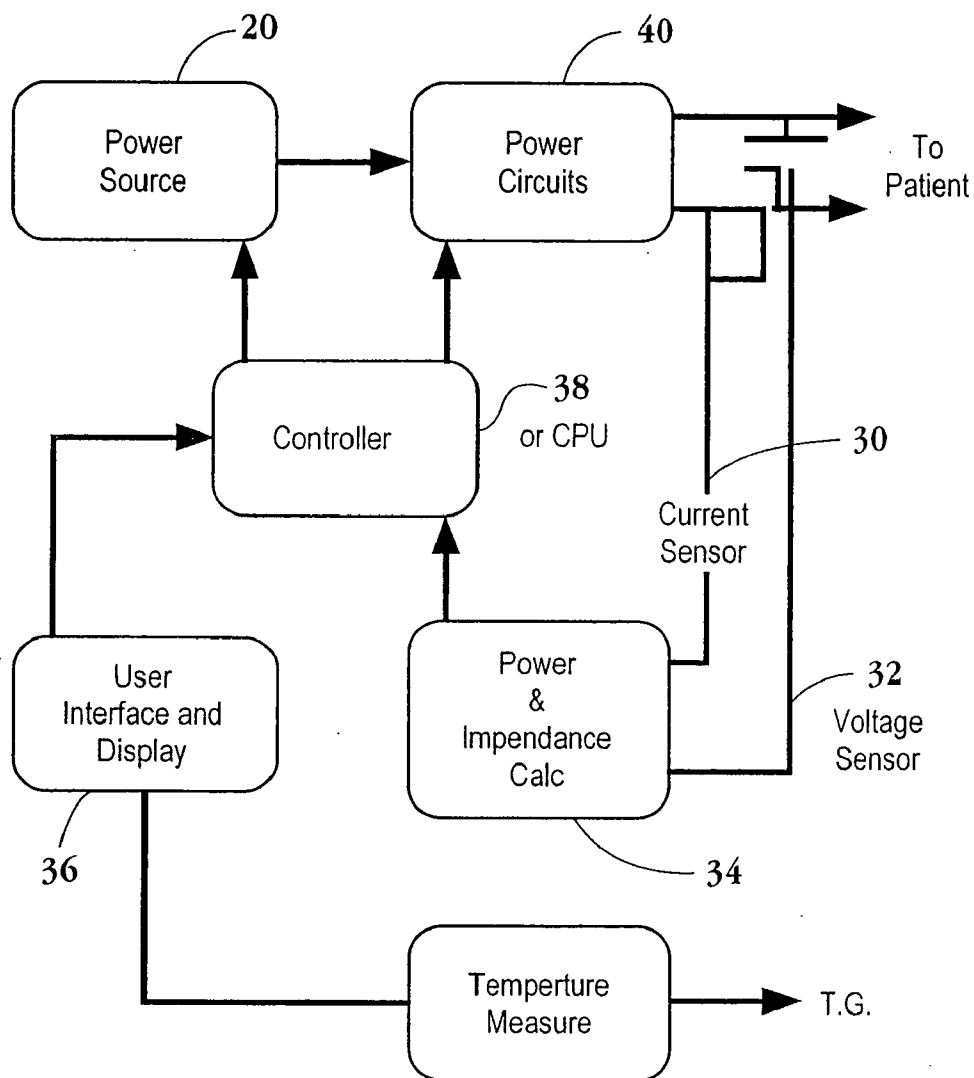 20
40
Power
Source
Power
Circuits
To
Patient
Controller
38
or CPU
30
Current
Sensor
User
Interface and
Display
Power
&
Impendance
Calc
32
Voltage
Sensor
36
34
Temperture
Measure
T.G.